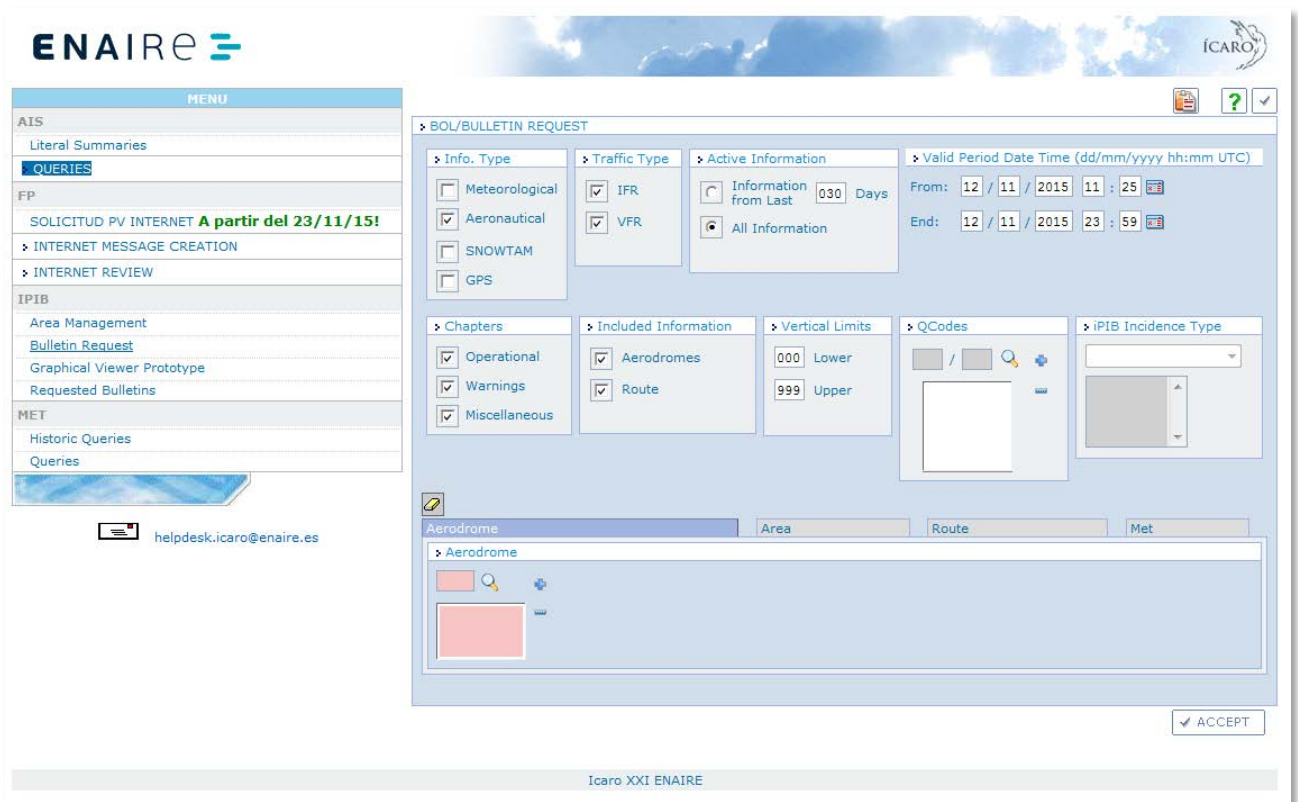 ENAIRe
ÍCARO
MENU
AIS
Literal Summaries
QUERIES
FP
SOLICITUD PV INTERNET A partir del 23/11/15!
INTERNET MESSAGE CREATION
INTERNET REVIEW
IPIB
Area Management
Bulletin Request
Graphical Viewer Prototype
Requested Bulletins
MET
Historic Queries
Queries
helpdesk.icaro@enaire.es
?
BOL/BULLETIN REQUEST
Info. Type
Meteorological
Aeronautical
SNOWTAM
GPS
Traffic Type
IFR
VFR
Active Information
Information from Last 030 Days
All Information
Valid Period Date Time (dd/mm/yyyy hh:mm UTC)
From: 12 / 11 / 2015 11 : 25
End: 12 / 11 / 2015 23 : 59
Chapters
Operational
Warnings
Miscellaneous
Included Information
Aerodromes
Route
Vertical Limits
000 Lower
999 Upper
QCodes
/
iPIB Incidence Type
Aerodrome Area Route Met
Aerodrome
ACCEPT
Icaro XXI ENAIRE